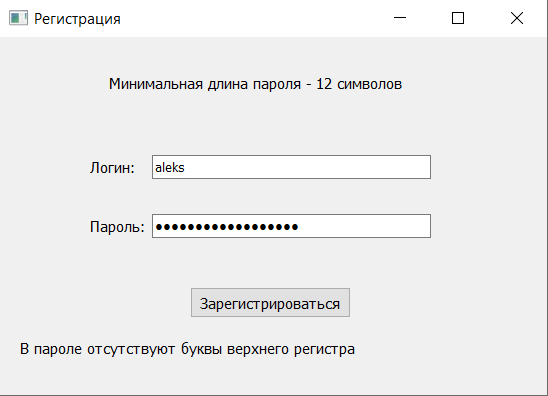 Регистрация
Минимальная длина пароля - 12 символов
Логин: aleks
Пароль: ●●●●●●●●●●●●●●●●●●
Зарегистрироваться
В пароле отсутствуют буквы верхнего регистра